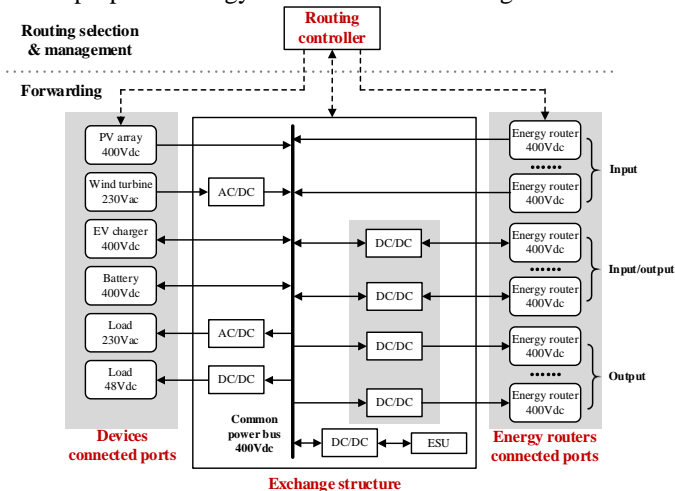 Routing selection
& management
Routing
controller
Forwarding
PV array
400Vdc
Wind turbine
230Vac
EV charger
400Vdc
Battery
400Vdc
Load
230Vac
Load
48Vdc
Devices
connected ports
AC/DC
AC/DC
DC/DC
Common
power bus
400Vdc
DC/DC
DC/DC
DC/DC
DC/DC
DC/DC
ESU
Exchange structure
Energy router
400Vdc
••••••
Energy router
400Vdc
Energy router
400Vdc
••••••
Energy router
400Vdc
Energy router
400Vdc
••••••
Energy router
400Vdc
Input
Input/output
Output
Energy routers
connected ports